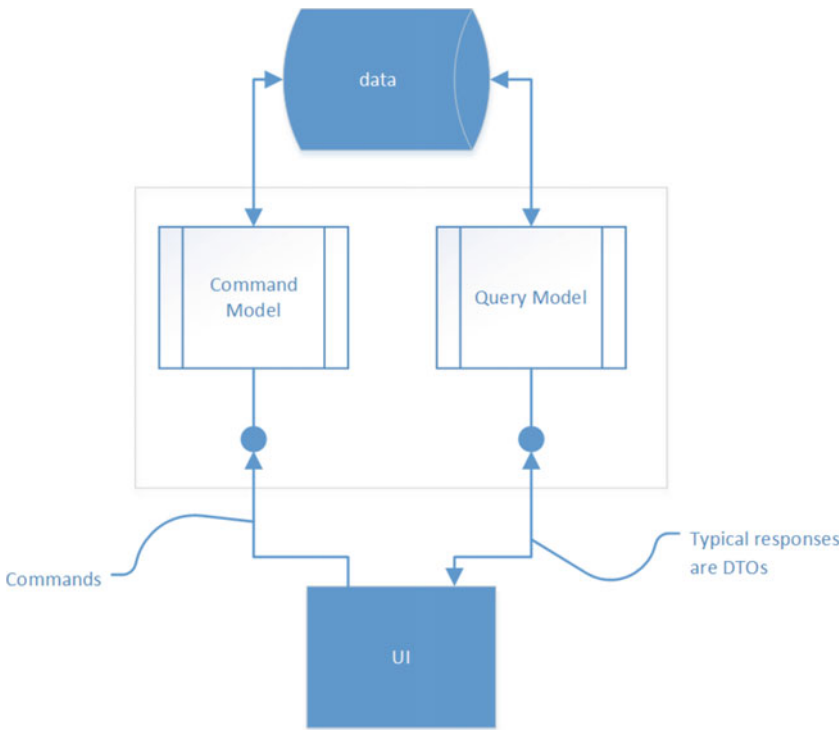 data
Command
Model
Query Model
Commands
Typical responses
are DTOs
UI